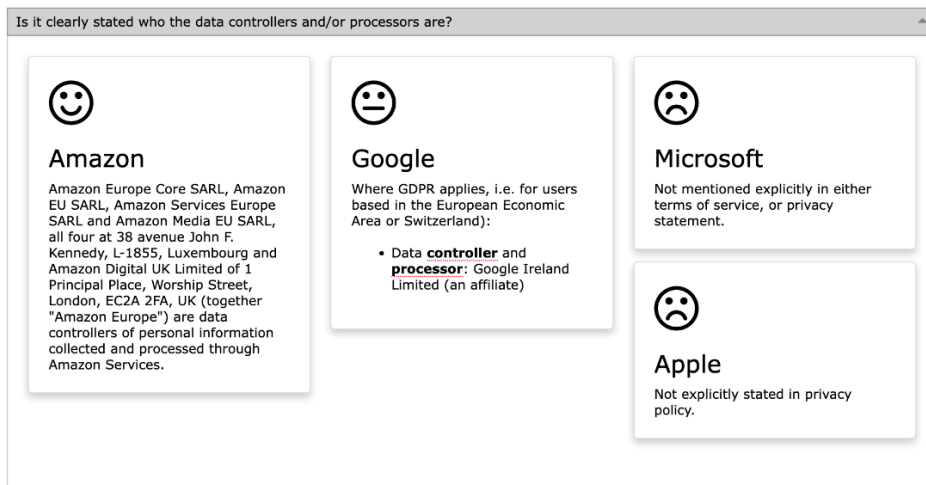 Is it clearly stated who the data controllers and/or processors are?
Amazon
Amazon Europe Core SARL, Amazon
EU SARL, Amazon Services Europe
SARL and Amazon Media EU SARL,
all four at 38 avenue John F.
Kennedy, L-1855, Luxembourg and
Amazon Digital UK Limited of 1
Principal Place, Worship Street,
London, EC2A 2FA, UK (together
"Amazon Europe") are data
controllers of personal information
collected and processed through
Amazon Services.
Google
Where GDPR applies, i.e. for users
based in the European Economic
Area or Switzerland):
• Data controller and
processor: Google Ireland
Limited (an affiliate)
Microsoft
Not mentioned explicitly in either
terms of service, or privacy
statement.
Apple
Not explicitly stated in privacy
policy.